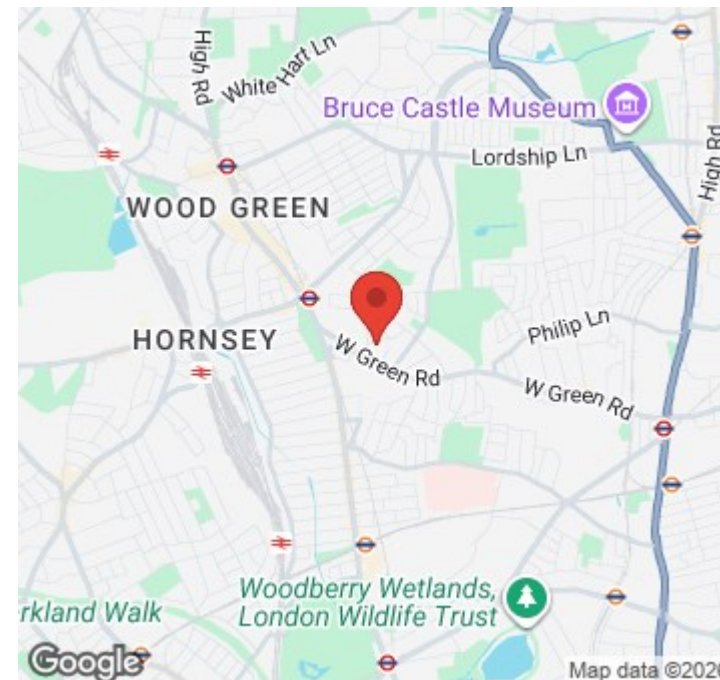 High Rd
White Hart Ln
Bruce Castle Museum
Lordship Ln
High Rd
WOOD GREEN
HORNSEY
W Green Rd
Philip Ln
W Green Rd
Woodberry Wetlands,
London Wildlife Trust
rkland Walk
Google
Map data ©2026